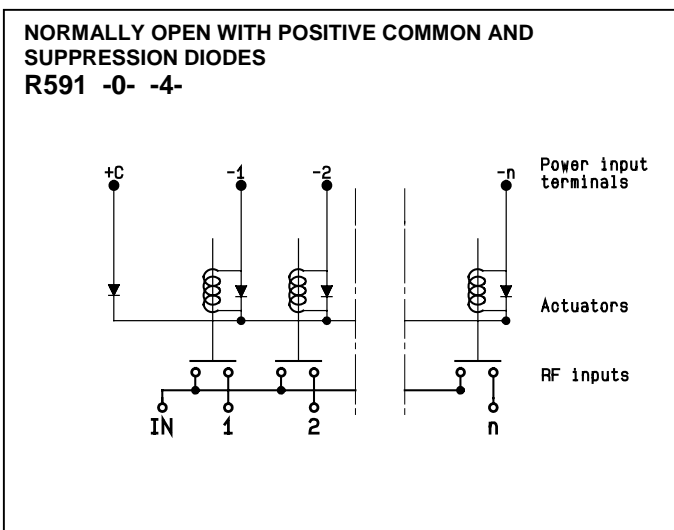 NORMALLY OPEN WITH POSITIVE COMMON AND
SUPPRESSION DIODES
R591 -0- -4-
+C -1 -2 -n Power input
terminals
Actuators
RF inputs
IN 1 2 n